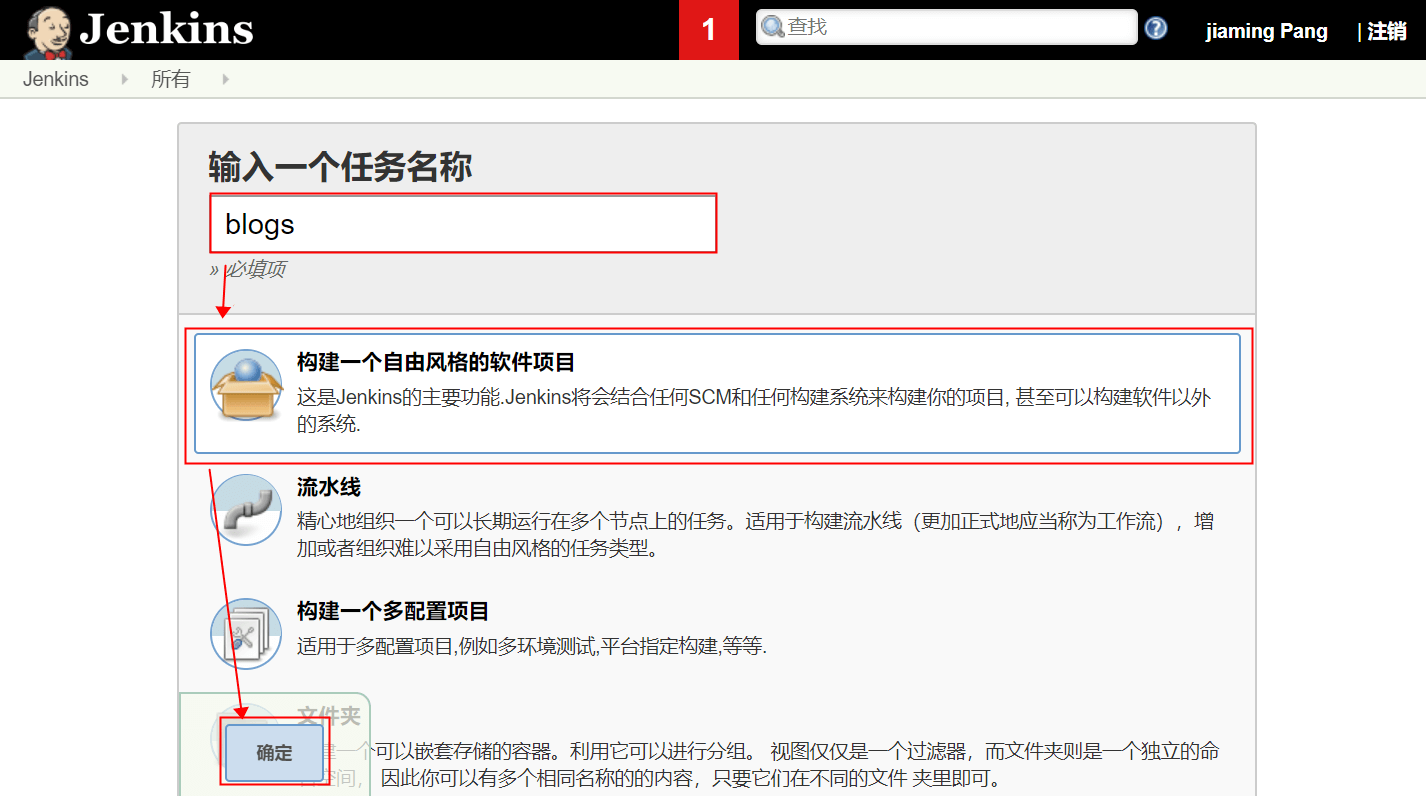 Jenkins
1
查找
jiaming Pang
| 注销
Jenkins
所有
输入一个任务名称
blogs
» 必填项
构建一个自由风格的软件项目
这是Jenkins的主要功能.Jenkins将会结合任何SCM和任何构建系统来构建你的项目, 甚至可以构建软件以外
的系统.
流水线
精心地组织一个可以长期运行在多个节点上的任务。适用于构建流水线（更加正式地应当称为工作流），增
加或者组织难以采用自由风格的任务类型。
构建一个多配置项目
适用于多配置项目,例如多环境测试,平台指定构建,等等.
文件夹
建一个可以嵌套存储的容器。利用它可以进行分组。 视图仅仅是一个过滤器，而文件夹则是一个独立的命
空间， 因此你可以有多个相同名称的的内容，只要它们在不同的文件 夹里即可。
确定